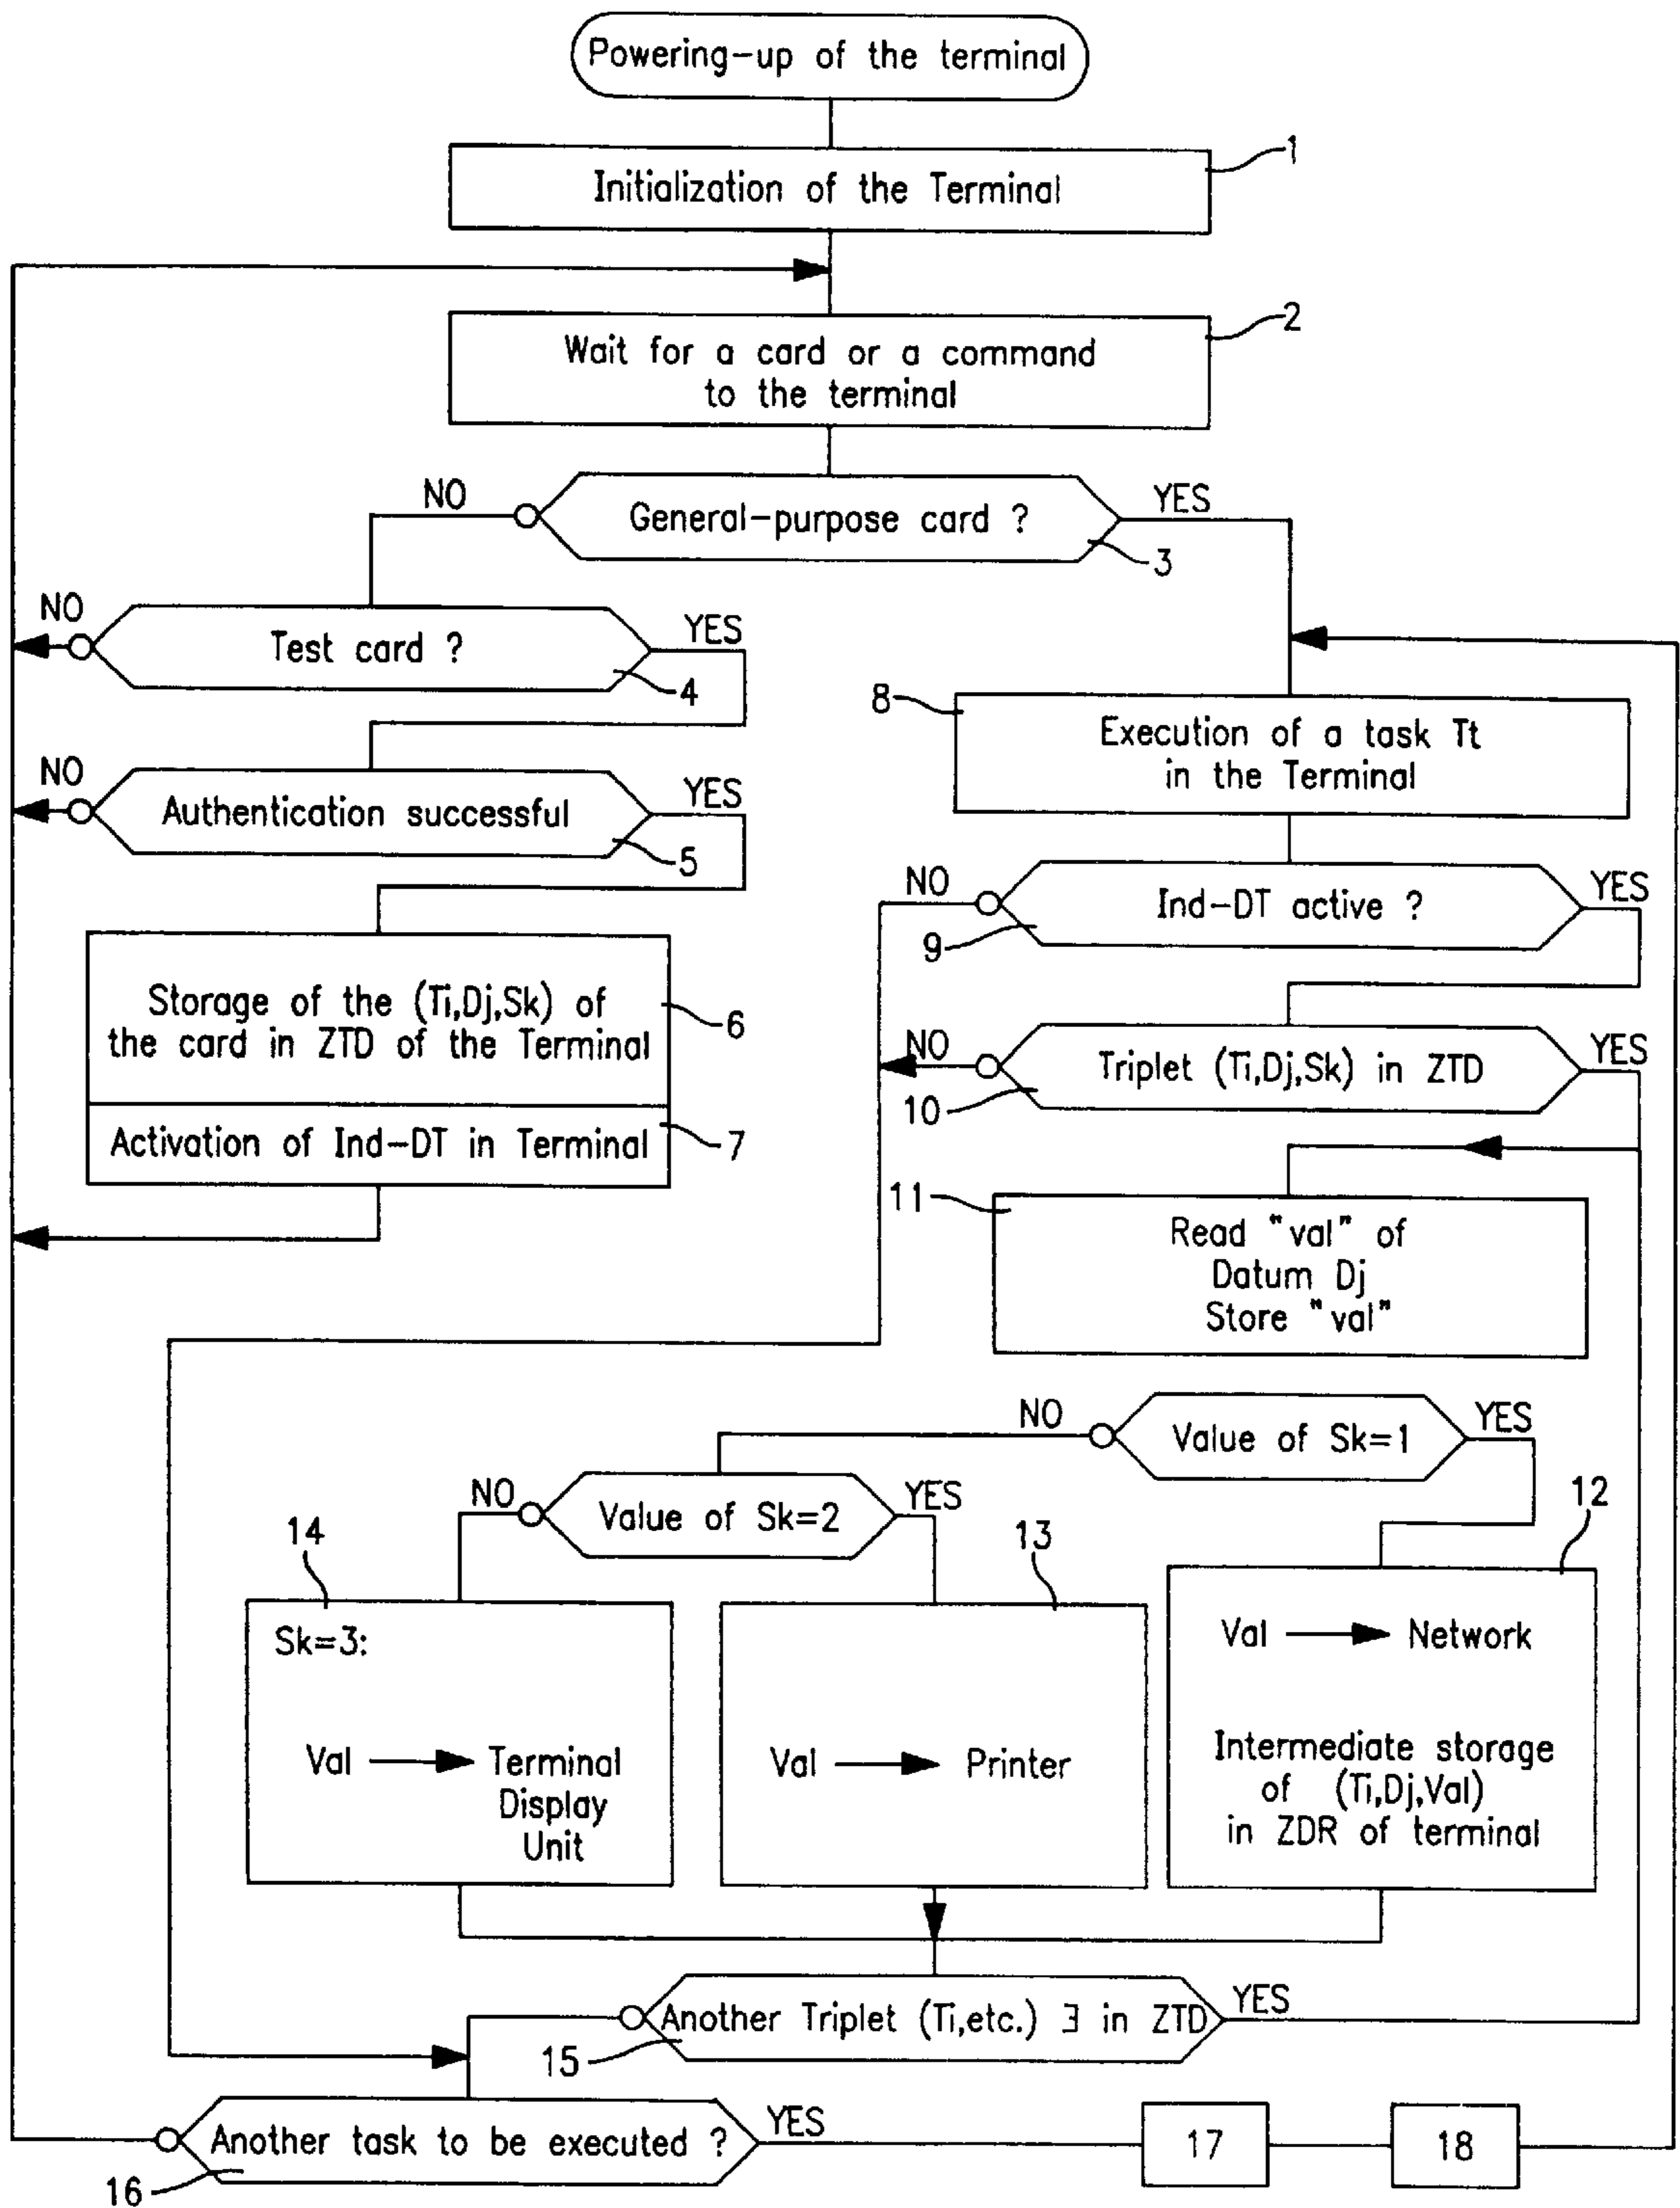 Powering-up of the terminal
1
Initialization of the Terminal
2
Wait for a card or a command
to the terminal
NO
General-purpose card ?
YES
3
NO
Test card ?
YES
4
NO
Authentication successful
YES
5
Storage of the (Ti,Dj,Sk) of
the card in ZTD of the Terminal
6
Activation of Ind-DT in Terminal
7
8
Execution of a task Tt
in the Terminal
NO
Ind-DT active ?
YES
9
NO
Triplet (Ti,Dj,Sk) in ZTD
YES
10
11
Read "val" of
Datum Dj
Store "val"
NO
Value of Sk=1
YES
NO
Value of Sk=2
YES
12
13
14
Sk=3:
Val
Terminal
Display
Unit
Val
Printer
Val
Network
Intermediate storage
of (Ti,Dj,Val)
in ZDR of terminal
Another Triplet (Ti,etc.) ∃ in ZTD
YES
15
Another task to be executed ?
YES
16
17
18